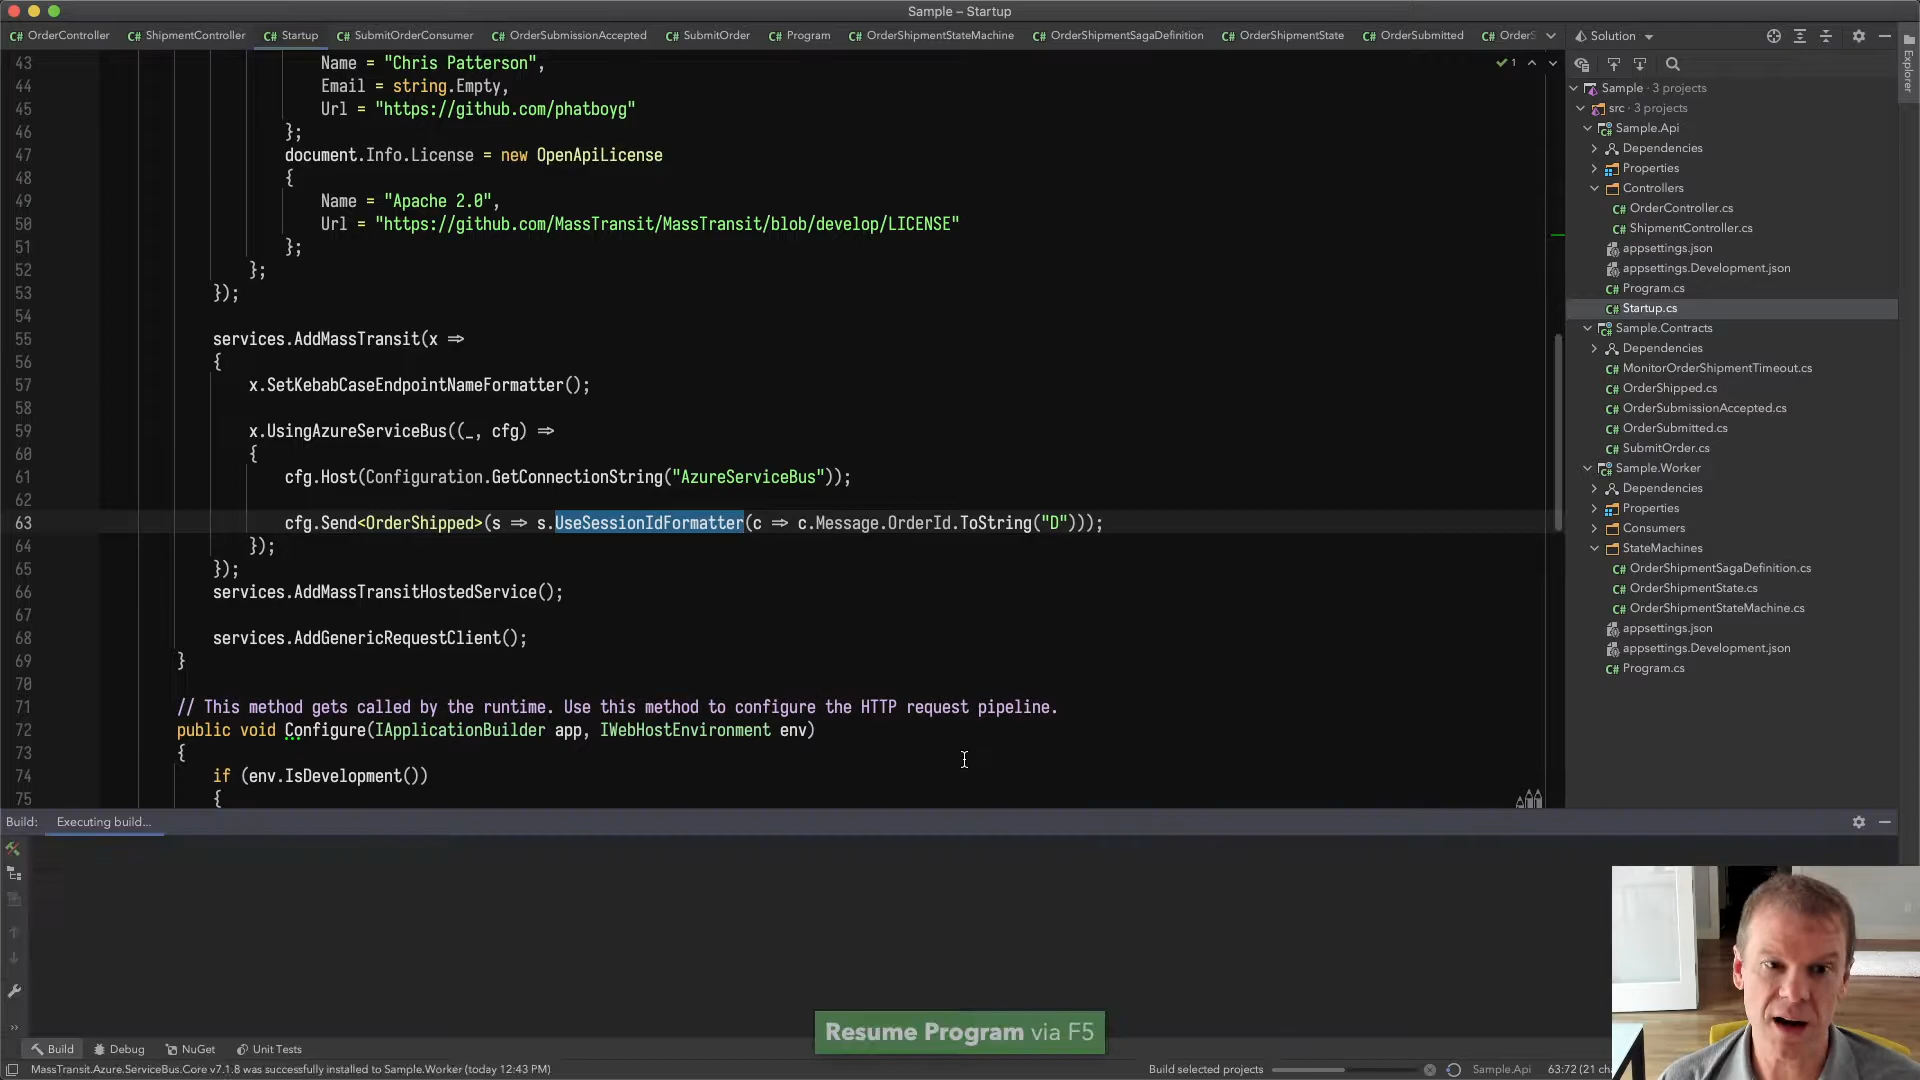 Sample – Startup
OrderController ShipmentController Startup SubmitOrderConsumer OrderSubmissionAccepted SubmitOrder Program OrderShipmentStateMachine OrderShipmentSagaDefinition OrderShipmentState OrderSubmitted OrderS
43 Name = "Chris Patterson",
44 Email = string.Empty,
45 Url = "https://github.com/phatboyg"
46 };
47 document.Info.License = new OpenApiLicense
48 {
49 Name = "Apache 2.0",
50 Url = "https://github.com/MassTransit/MassTransit/blob/develop/LICENSE"
51 };
52 };
53 });
54
55 services.AddMassTransit(x =>
56 {
57 x.SetKebabCaseEndpointNameFormatter();
58
59 x.UsingAzureServiceBus((_, cfg) =>
60 {
61 cfg.Host(Configuration.GetConnectionString("AzureServiceBus"));
62
63 cfg.Send<OrderShipped>(s => s.UseSessionIdFormatter(c => c.Message.OrderId.ToString("D")));
64 });
65 });
66 services.AddMassTransitHostedService();
67
68 services.AddGenericRequestClient();
69 }
70
71 // This method gets called by the runtime. Use this method to configure the HTTP request pipeline.
72 public void Configure(IApplicationBuilder app, IWebHostEnvironment env)
73 {
74 if (env.IsDevelopment())
75 {
1
Solution
Explorer
Sample · 3 projects
src · 3 projects
Sample.Api
Dependencies
Properties
Controllers
C# OrderController.cs
C# ShipmentController.cs
appsettings.json
appsettings.Development.json
C# Program.cs
C# Startup.cs
Sample.Contracts
Dependencies
C# MonitorOrderShipmentTimeout.cs
C# OrderShipped.cs
C# OrderSubmissionAccepted.cs
C# OrderSubmitted.cs
C# SubmitOrder.cs
Sample.Worker
Dependencies
Properties
Consumers
StateMachines
C# OrderShipmentSagaDefinition.cs
C# OrderShipmentState.cs
C# OrderShipmentStateMachine.cs
appsettings.json
appsettings.Development.json
C# Program.cs
Build: Executing build...
Resume Program via F5
Build Debug NuGet Unit Tests
MassTransit.Azure.ServiceBus.Core v7.1.8 was successfully installed to Sample.Worker (today 12:43 PM) Build selected projects Sample.Api 63:72 (21 cha